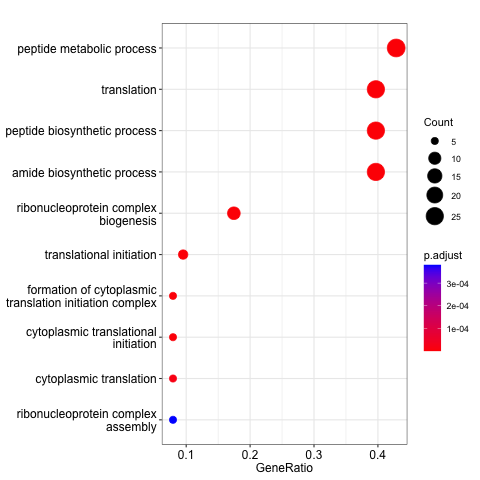 peptide metabolic process
translation
peptide biosynthetic process
amide biosynthetic process
ribonucleoprotein complex
biogenesis
translational initiation
formation of cytoplasmic
translation initiation complex
cytoplasmic translational
initiation
cytoplasmic translation
ribonucleoprotein complex
assembly
0.1 0.2 0.3 0.4
GeneRatio
Count
5
10
15
20
25
p.adjust
3e-04
2e-04
1e-04